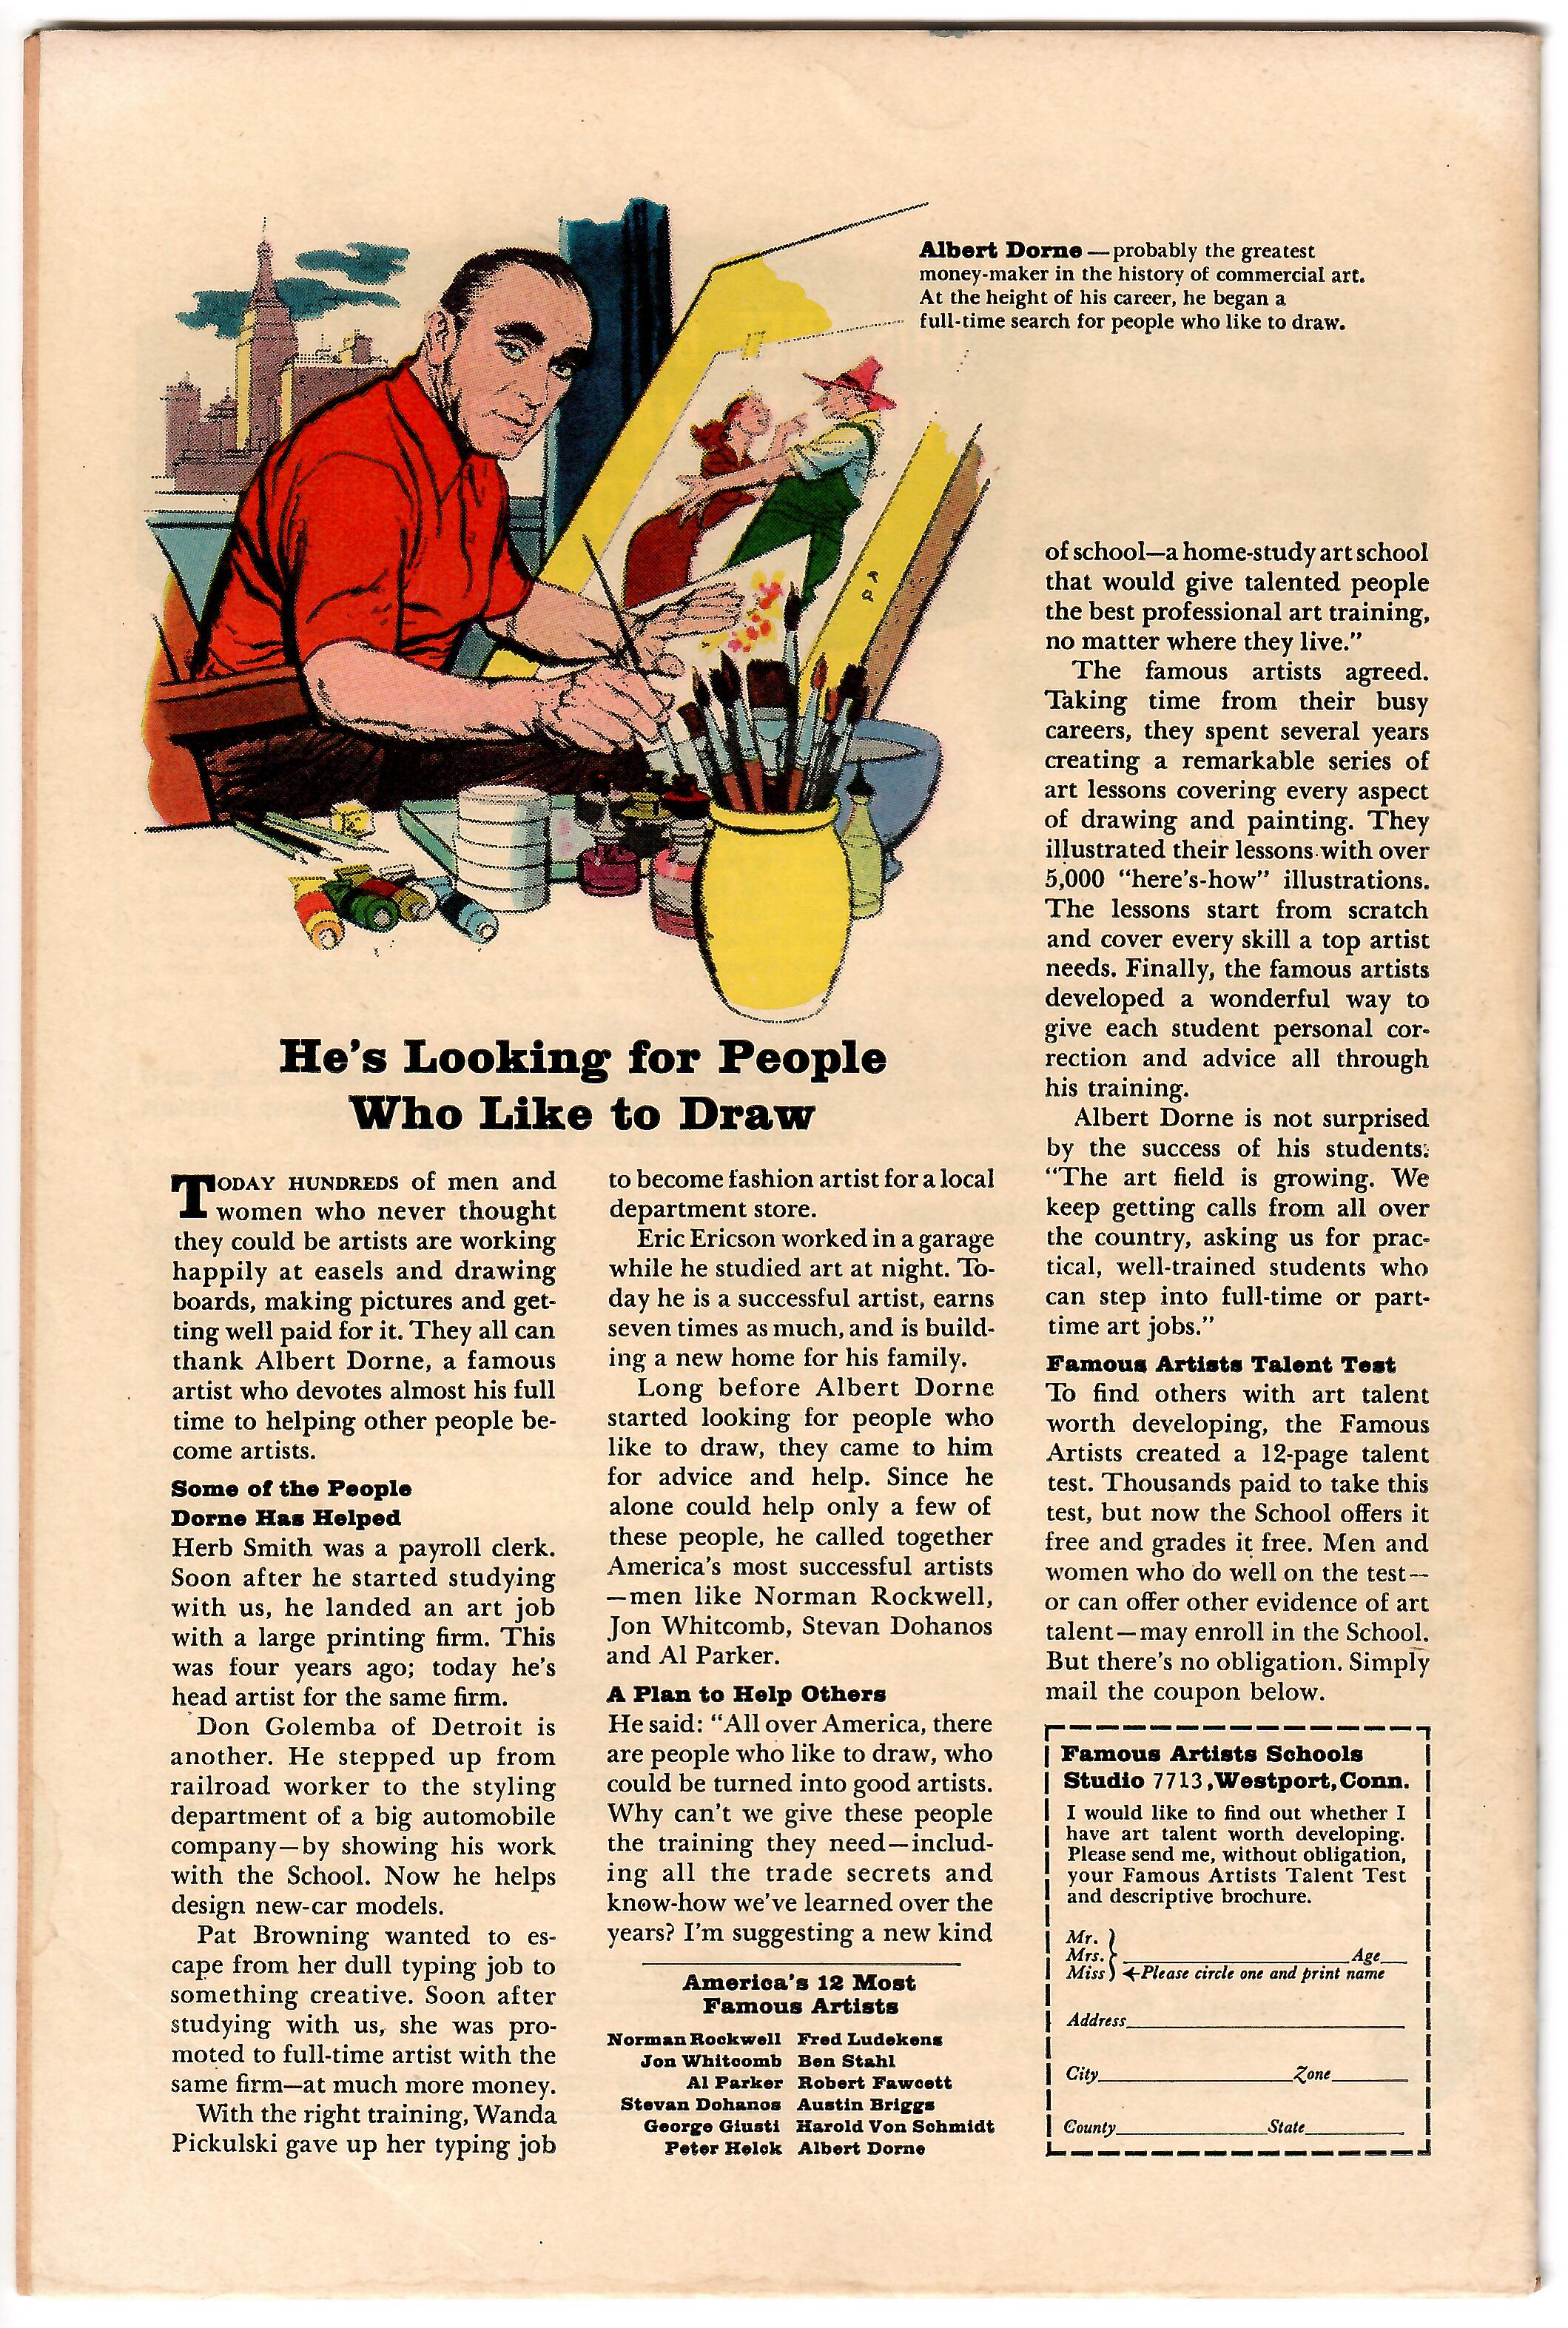 Albert Dorne — probably the greatest
money-maker in the history of commercial art.
At the height of his career, he began a
full-time search for people who like to draw.
He's Looking for People
Who Like to Draw
TODAY HUNDREDS of men and
women who never thought
they could be artists are working
happily at easels and drawing
boards, making pictures and get-
ting well paid for it. They all can
thank Albert Dorne, a famous
artist who devotes almost his full
time to helping other people be-
come artists.
Some of the People
Dorne Has Helped
Herb Smith was a payroll clerk.
Soon after he started studying
with us, he landed an art job
with a large printing firm. This
was four years ago; today he's
head artist for the same firm.
Don Golemba of Detroit is
another. He stepped up from
railroad worker to the styling
department of a big automobile
company—by showing his work
with the School. Now he helps
design new-car models.
Pat Browning wanted to es-
cape from her dull typing job to
something creative. Soon after
studying with us, she was pro-
moted to full-time artist with the
same firm—at much more money.
With the right training, Wanda
Pickulski gave up her typing job
to become fashion artist for a local
department store.
Eric Ericson worked in a garage
while he studied art at night. To-
day he is a successful artist, earns
seven times as much, and is build-
ing a new home for his family.
Long before Albert Dorne
started looking for people who
like to draw, they came to him
for advice and help. Since he
alone could help only a few of
these people, he called together
America's most successful artists
—men like Norman Rockwell,
Jon Whitcomb, Stevan Dohanos
and Al Parker.
A Plan to Help Others
He said: "All over America, there
are people who like to draw, who
could be turned into good artists.
Why can't we give these people
the training they need—includ-
ing all the trade secrets and
know-how we've learned over the
years? I'm suggesting a new kind
America's 12 Most
Famous Artists
Norman Rockwell Fred Ludekens
Jon Whitcomb Ben Stahl
Al Parker Robert Fawcett
Stevan Dohanos Austin Briggs
George Giusti Harold Von Schmidt
Peter Helck Albert Dorne
of school—a home-study art school
that would give talented people
the best professional art training,
no matter where they live."
The famous artists agreed.
Taking time from their busy
careers, they spent several years
creating a remarkable series of
art lessons covering every aspect
of drawing and painting. They
illustrated their lessons with over
5,000 "here's-how" illustrations.
The lessons start from scratch
and cover every skill a top artist
needs. Finally, the famous artists
developed a wonderful way to
give each student personal cor-
rection and advice all through
his training.
Albert Dorne is not surprised
by the success of his students:
"The art field is growing. We
keep getting calls from all over
the country, asking us for prac-
tical, well-trained students who
can step into full-time or part-
time art jobs."
Famous Artists Talent Test
To find others with art talent
worth developing, the Famous
Artists created a 12-page talent
test. Thousands paid to take this
test, but now the School offers it
free and grades it free. Men and
women who do well on the test—
or can offer other evidence of art
talent—may enroll in the School.
But there's no obligation. Simply
mail the coupon below.
Famous Artists Schools
Studio 7713, Westport, Conn.
I would like to find out whether I
have art talent worth developing.
Please send me, without obligation,
your Famous Artists Talent Test
and descriptive brochure.
Mr.
Mrs. Age
Miss ←Please circle one and print name
Address
City Zone
County State